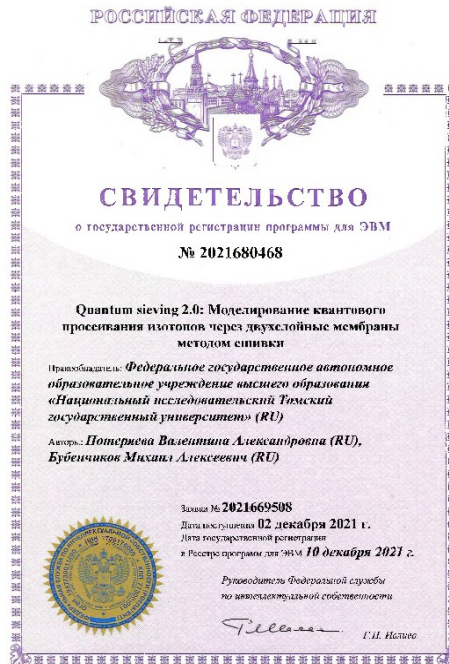 РОССИЙСКАЯ ФЕДЕРАЦИЯ
СВИДЕТЕЛЬСТВО
о государственной регистрации программы для ЭВМ
№ 2021680468
Quantum sieving 2.0: Моделирование квантового
просеивания изотопов через двухслойные мембраны
методом сшивки
Правообладатель: Федеральное государственное автономное
образовательное учреждение высшего образования
«Национальный исследовательский Томский
государственный университет» (RU)
Авторы: Потеряева Валентина Александровна (RU),
Бубенчиков Михаил Алексеевич (RU)
Заявка № 2021669508
Дата поступления 02 декабря 2021 г.
Дата государственной регистрации
в Реестре программ для ЭВМ 10 декабря 2021 г.
Руководитель Федеральной службы
по интеллектуальной собственности
Г.П. Ивлиев